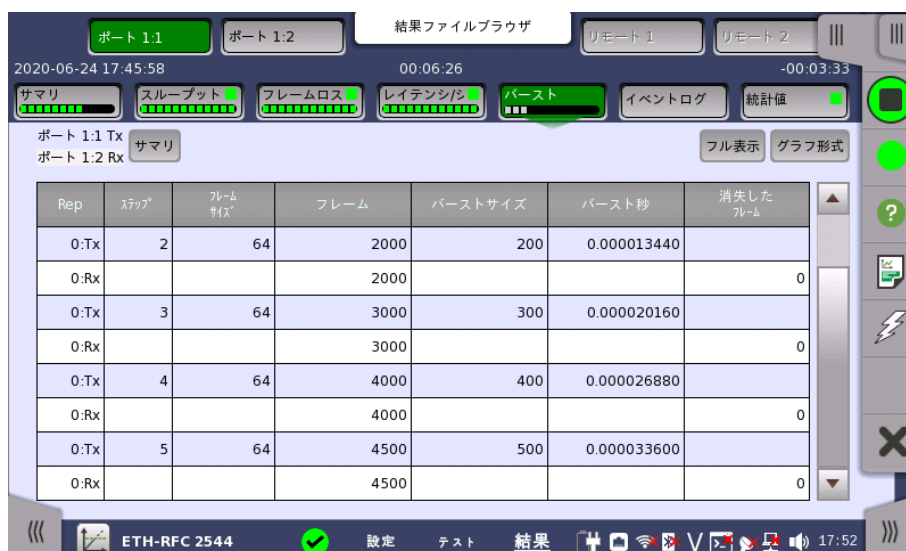 結果ファイルブラウザ
ポート 1:1
ポート 1:2
リモート 1
リモート 2
2020-06-24 17:45:58
00:06:26
-00:03:33
サマリ
スループット
フレームロス
レイテンシ/ジ
バースト
イベントログ
統計値
ポート 1:1 Tx
ポート 1:2 Rx
サマリ
フル表示
グラフ形式
Rep ｽﾃｯﾌﾟ ﾌﾚｰﾑ フレーム バーストサイズ バースト秒 消失した
ｻｲｽﾞ ﾌﾚｰﾑ
0:Tx 2 64 2000 200 0.000013440
0:Rx 2000 0
0:Tx 3 64 3000 300 0.000020160
0:Rx 3000 0
0:Tx 4 64 4000 400 0.000026880
0:Rx 4000 0
0:Tx 5 64 4500 500 0.000033600
0:Rx 4500 0
ETH-RFC 2544 設定 テスト 結果 17:52